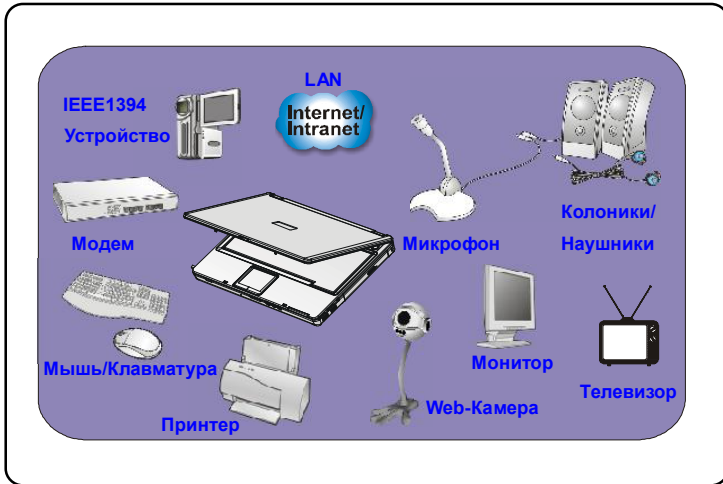 LAN
IEEE1394
Устройство
Internet/
Intranet
Колоники/
Наушники
Модем
Микрофон
Мышь/Клавматура
Монитор
Телевизор
Web-Камера
Принтер